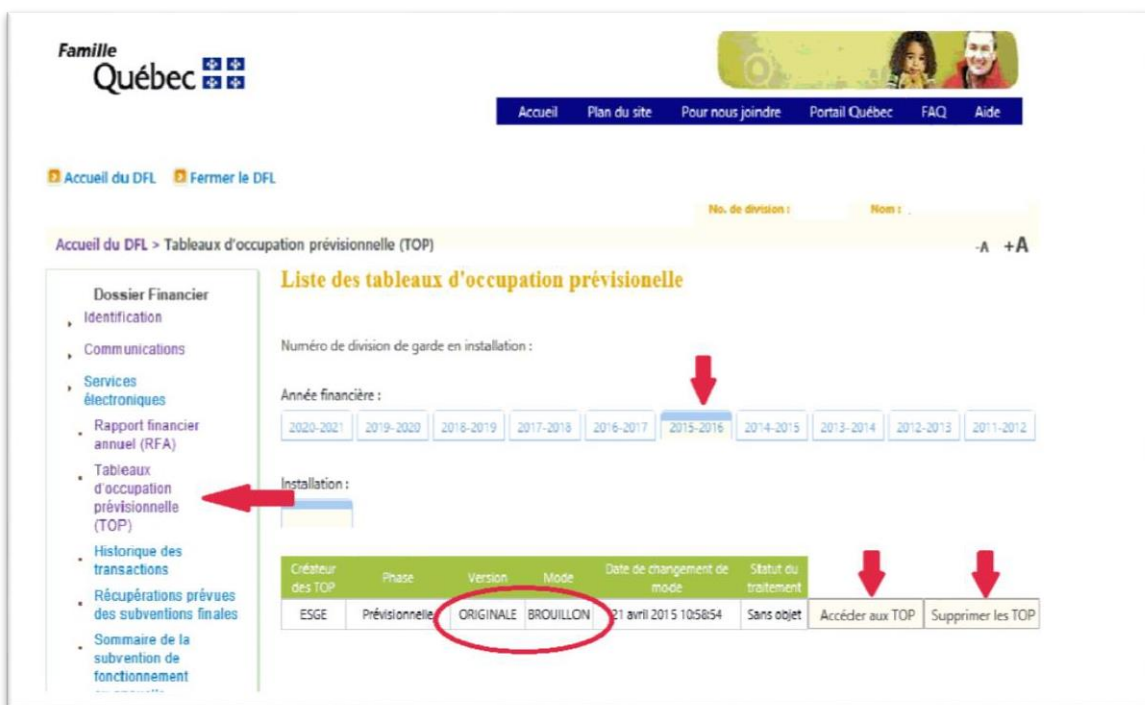 Famille
Québec
Accueil Plan du site Pour nous joindre Portail Québec FAQ Aide
Accueil du DFL Fermer le DFL
No. de division : Nom :
Accueil du DFL > Tableaux d'occupation prévisionnelle (TOP) -A +A
Dossier Financier
Identification
Communications
Services
électroniques
Rapport financier
annuel (RFA)
Tableaux
d'occupation
prévisionnelle
(TOP)
Historique des
transactions
Récupérations prévues
des subventions finales
Sommaire de la
subvention de
fonctionnement
Liste des tableaux d'occupation prévisionelle
Numéro de division de garde en installation :
Année financière :
2020-2021 2019-2020 2018-2019 2017-2018 2016-2017 2015-2016 2014-2015 2013-2014 2012-2013 2011-2012
Installation :
Créateur des TOP Phase Version Mode Date de changement de mode Statut du traitement
ESGE Prévisionnelle ORIGINALE BROUILLON 21 avril 2015 10:58:54 Sans objet Accéder aux TOP Supprimer les TOP